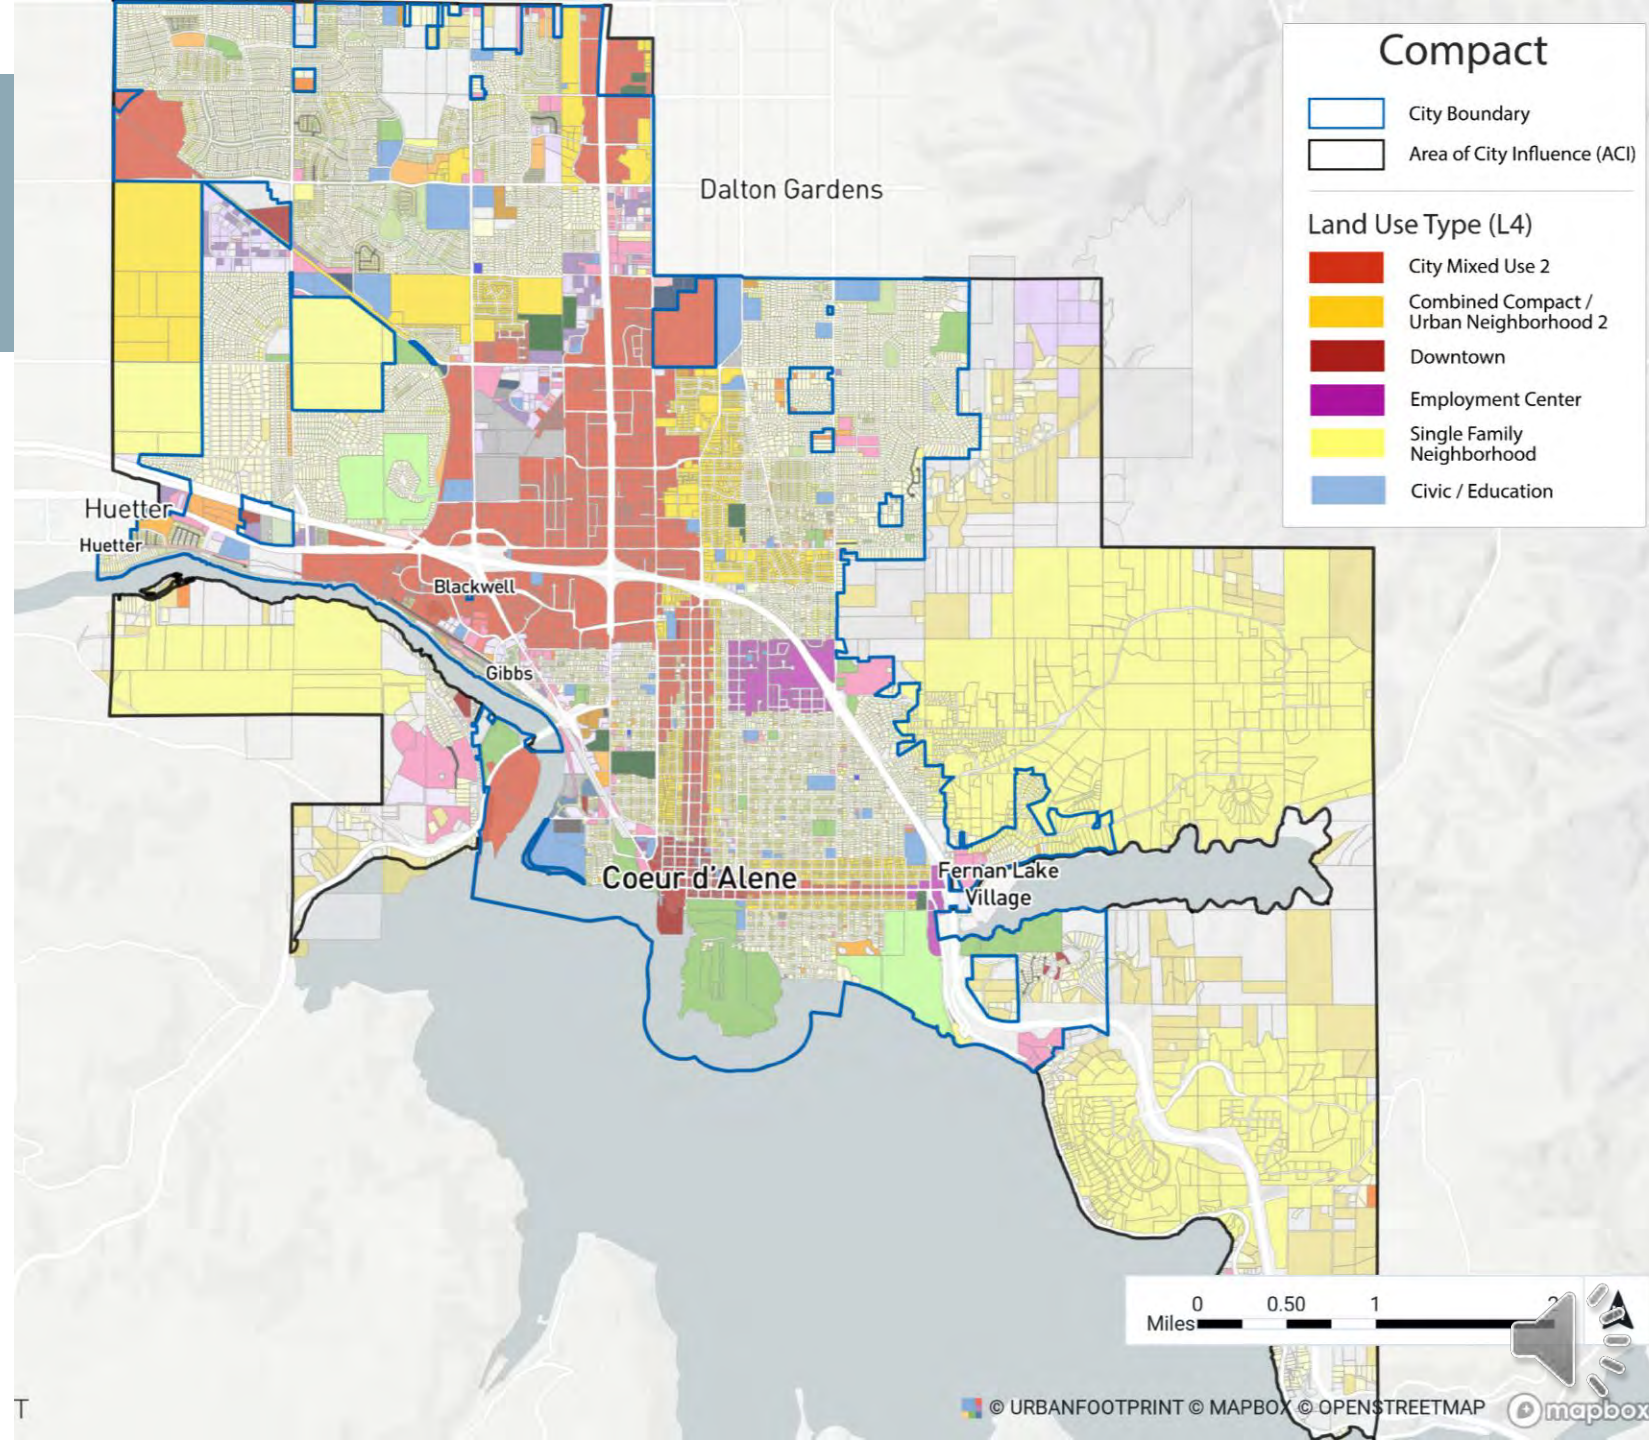 Compact
City Boundary
Area of City Influence (ACI)
Land Use Type (L4)
City Mixed Use 2
Combined Compact /
Urban Neighborhood 2
Downtown
Employment Center
Single Family
Neighborhood
Civic / Education
Dalton Gardens
Huetter
Huetter
Blackwell
Gibbs
Coeur d'Alene
Fernan Lake
Village
0 0.50 1 2
Miles
T
© URBANFOOTPRINT © MAPBOX © OPENSTREETMAP
mapbox